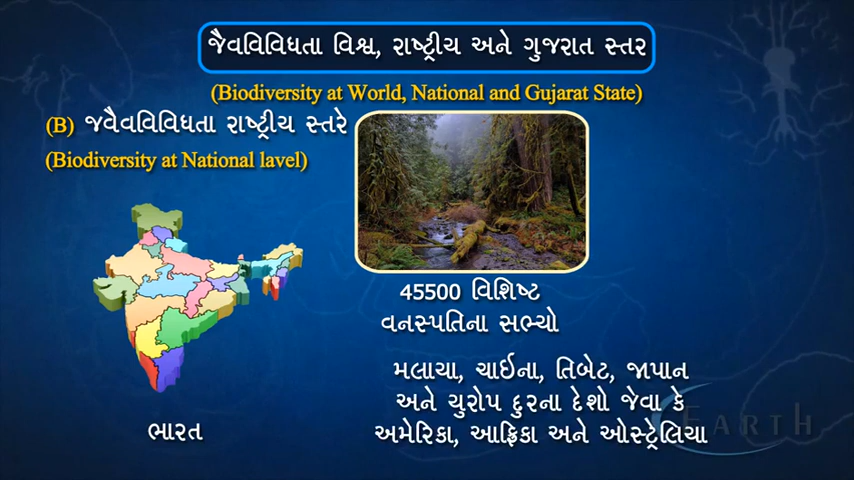 જૈવવિવિધતા વિશ્વ, રાષ્ટ્રીય અને ગુજરાત સ્તર
(Biodiversity at World, National and Gujarat State)
(B) જવૈવવિવિધતા રાષ્ટ્રીય સ્તરે
(Biodiversity at National lavel)
45500 વિશિષ્ટ
વનસ્પતિના સભ્યો
મલાયા, ચાઈના, તિબેટ, જાપાન
અને યુરોપ દુરના દેશો જેવા કે
અમેરિકા, આફ્રિકા અને ઓસ્ટ્રેલિયા
ભારત
EARTH